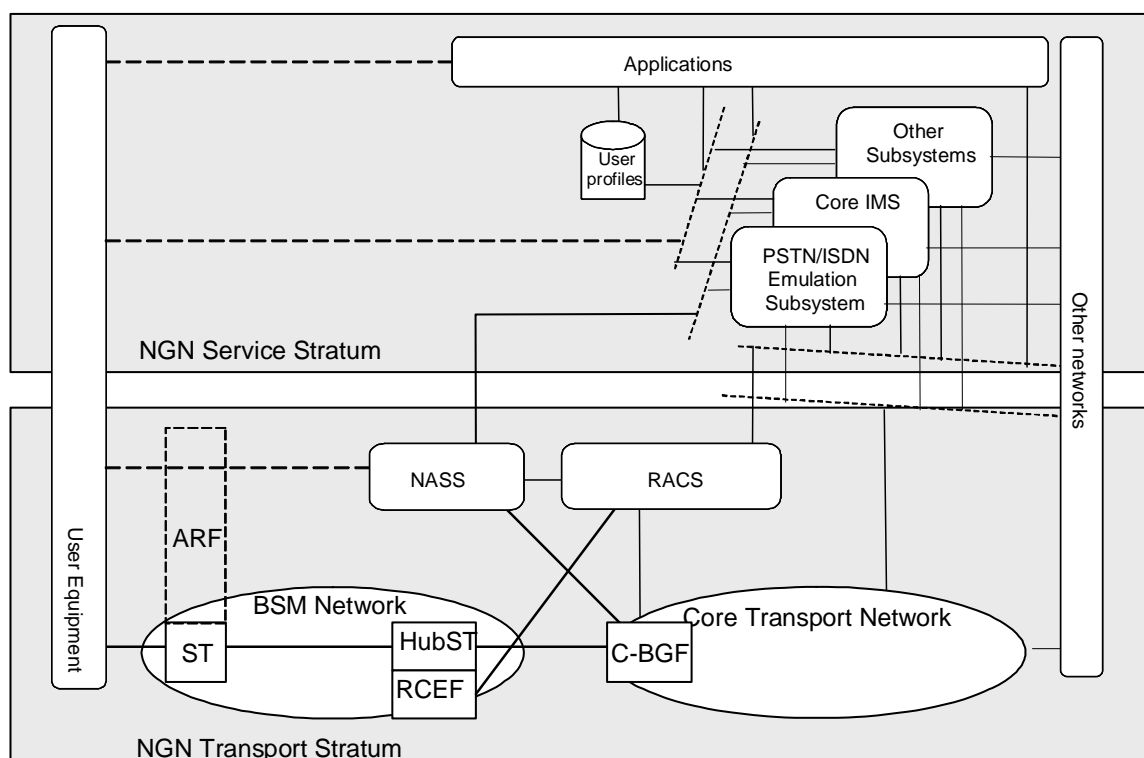 Applications
User
profiles
Other
Subsystems
Core IMS
PSTN/ISDN
Emulation
Subsystem
NGN Service Stratum
Other networks
NASS
RACS
ARF
User Equipment
BSM Network
Core Transport Network
ST
HubST
RCEF
C-BGF
NGN Transport Stratum